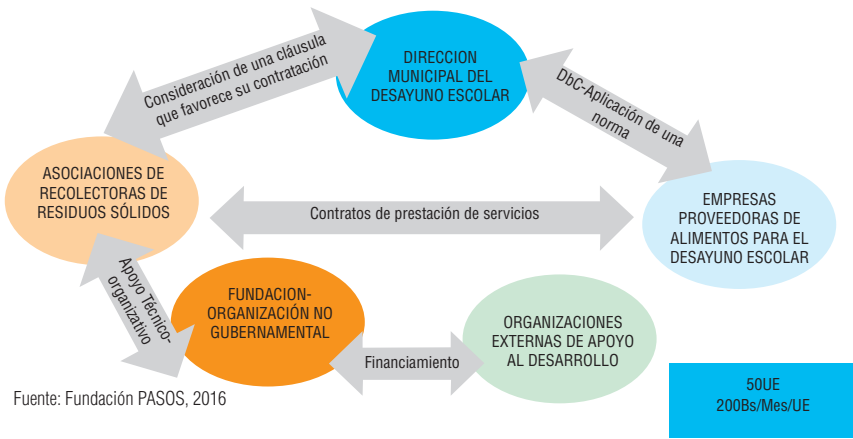 Consideración de una cláusula
que favorece su contratación
DIRECCION
MUNICIPAL DEL
DESAYUNO ESCOLAR
DbC-Aplicación de una
norma
ASOCIACIONES DE
RECOLECTORAS DE
RESIDUOS SÓLIDOS
Contratos de prestación de servicios
EMPRESAS
PROVEEDORAS DE
ALIMENTOS PARA EL
DESAYUNO ESCOLAR
Apoyo Técnico-
organizativo
FUNDACION-
ORGANIZACIÓN NO
GUBERNAMENTAL
Financiamiento
ORGANIZACIONES
EXTERNAS DE APOYO
AL DESARROLLO
50UE
200Bs/Mes/UE
Fuente: Fundación PASOS, 2016